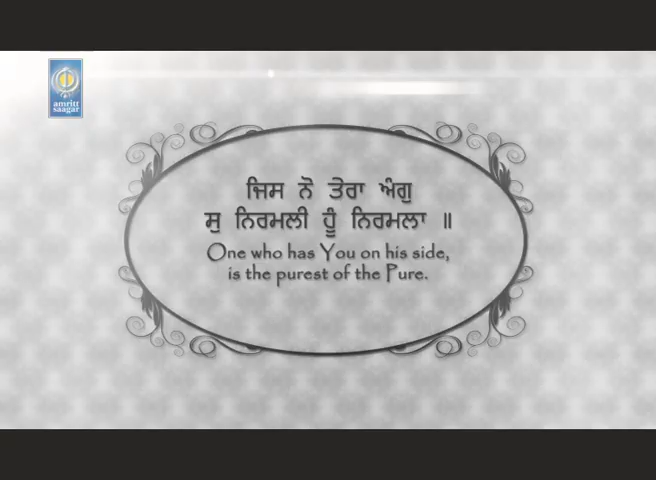 amritt
saagar
ਜਿਸ ਨੋ ਤੇਰਾ ਅੰਗੁ
ਸੁ ਨਿਰਮਲੀ ਹੂੰ ਨਿਰਮਲਾ ॥
One who has You on his side,
is the purest of the Pure.